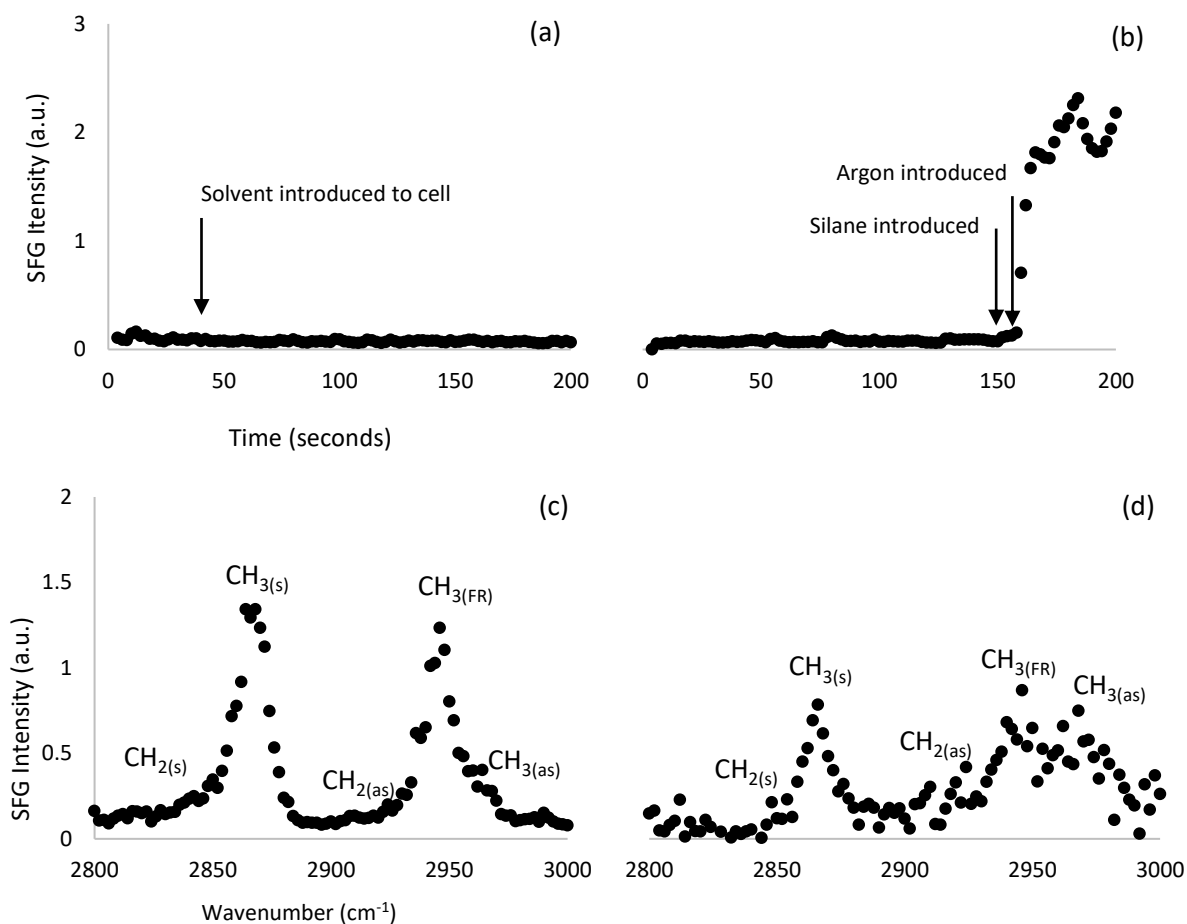 (a)
SFG Itentsity (a.u.)
3
2
1
0
Solvent introduced to cell
0 50 100 150 200
Time (seconds)
(b)
Argon introduced
Silane introduced
0 50 100 150 200
(c)
SFG Intensity (a.u.)
2
1.5
1
0.5
0
CH3(s)
CH3(FR)
CH2(s)
CH2(as)
CH3(as)
2800 2850 2900 2950 3000
Wavenumber (cm-1)
(d)
CH3(s)
CH3(FR)
CH3(as)
CH2(as)
CH2(s)
2800 2850 2900 2950 3000